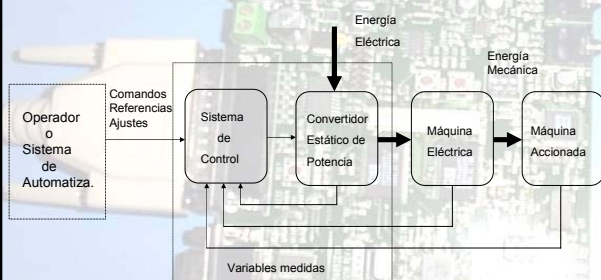 Energía
Eléctrica
Energía
Mecánica
Comandos
Referencias
Ajustes
Operador
o
Sistema
de
Automatiza.
Sistema
de
Control
Convertidor
Estático de
Potencia
Máquina
Eléctrica
Máquina
Accionada
Variables medidas